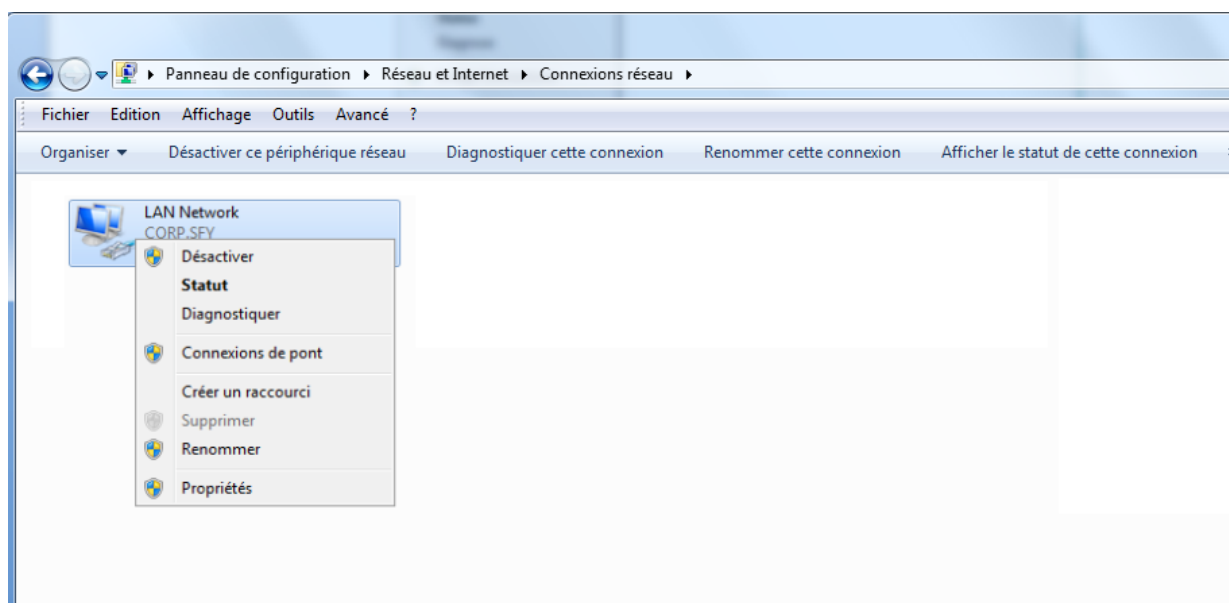 Panneau de configuration Réseau et Internet Connexions réseau
Fichier Edition Affichage Outils Avancé ?
Organiser Désactiver ce périphérique réseau Diagnostiquer cette connexion Renommer cette connexion Afficher le statut de cette connexion
LAN Network
CORP.SFY
Désactiver
Statut
Diagnostiquer
Connexions de pont
Créer un raccourci
Supprimer
Renommer
Propriétés